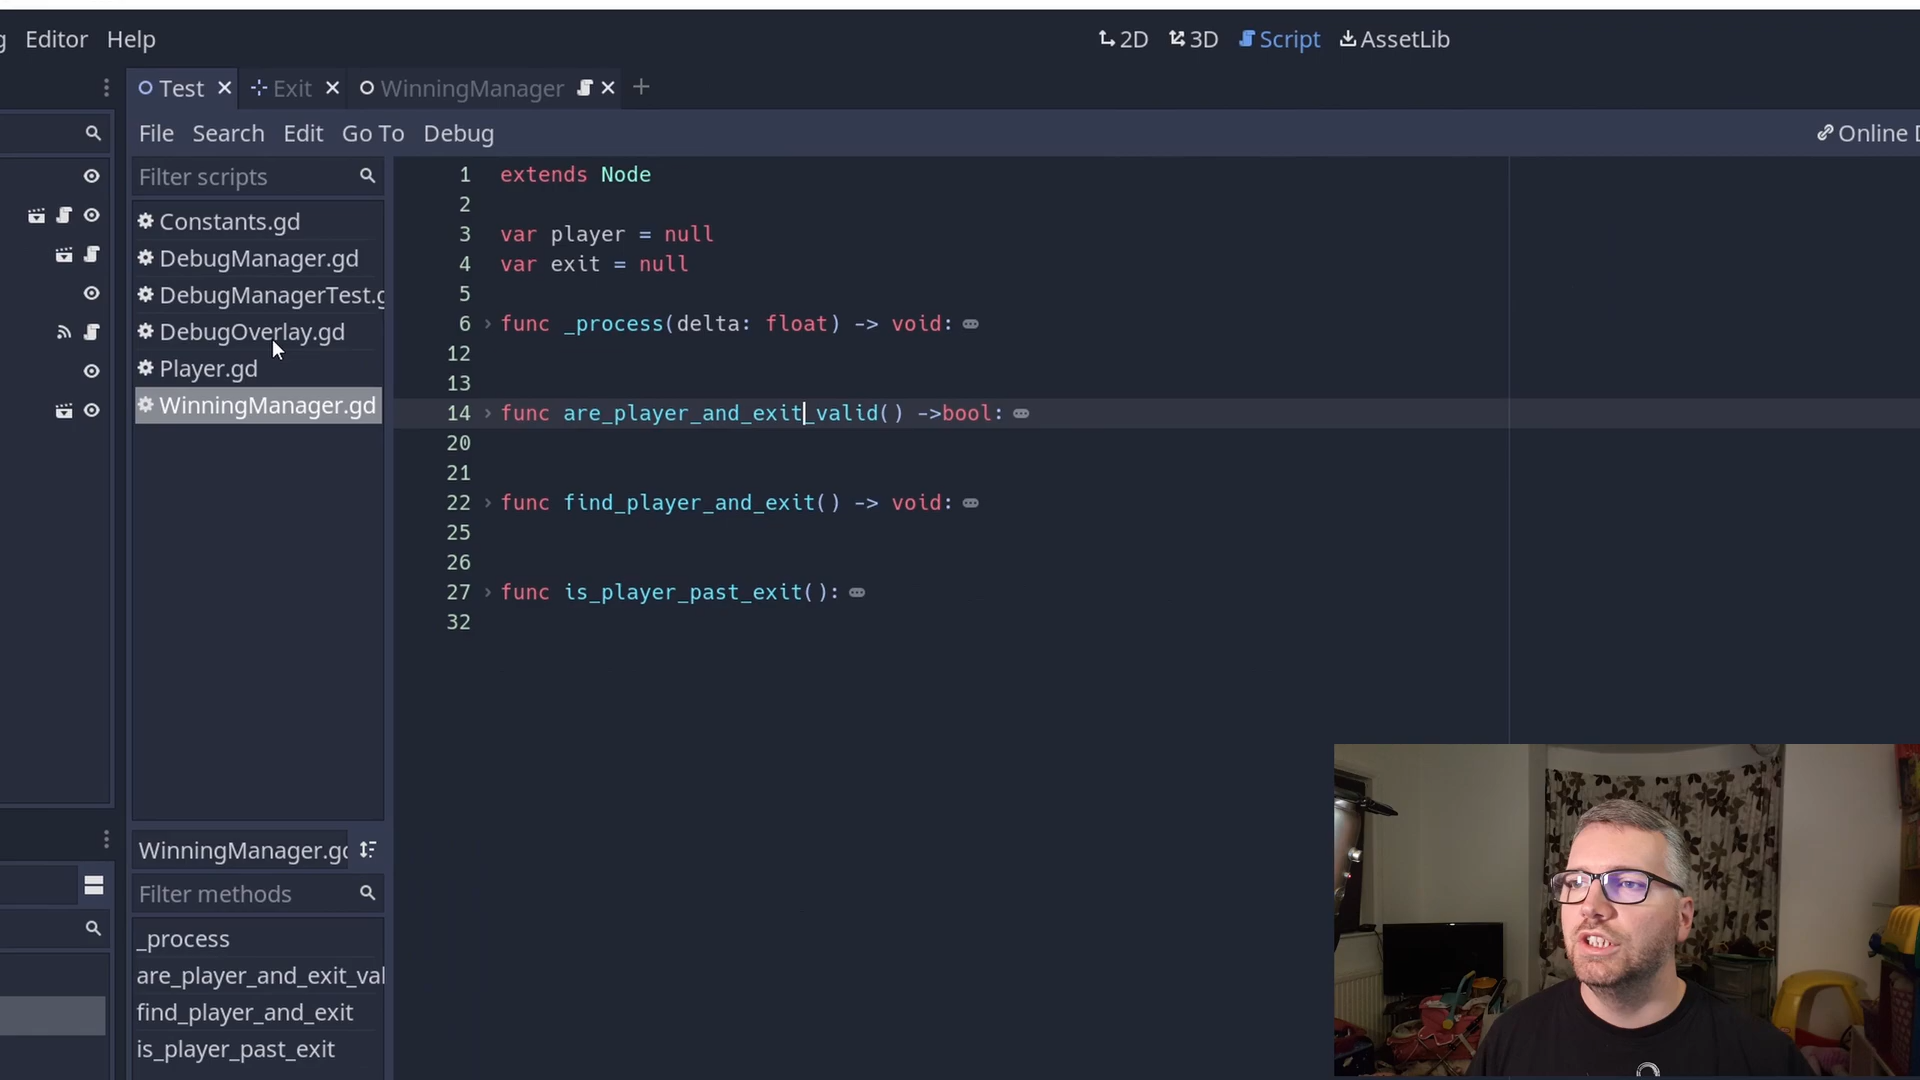 Editor Help
2D 3D Script AssetLib
Test Exit WinningManager
File Search Edit Go To Debug
Online
Filter scripts
Constants.gd
DebugManager.gd
DebugManagerTest.g
DebugOverlay.gd
Player.gd
WinningManager.gd
1 extends Node
2
3 var player = null
4 var exit = null
5
6 func _process(delta: float) -> void:
12
13
14 func are_player_and_exit_valid() ->bool:
20
21
22 func find_player_and_exit() -> void:
25
26
27 func is_player_past_exit():
32
WinningManager.gd
Filter methods
_process
are_player_and_exit_val
find_player_and_exit
is_player_past_exit